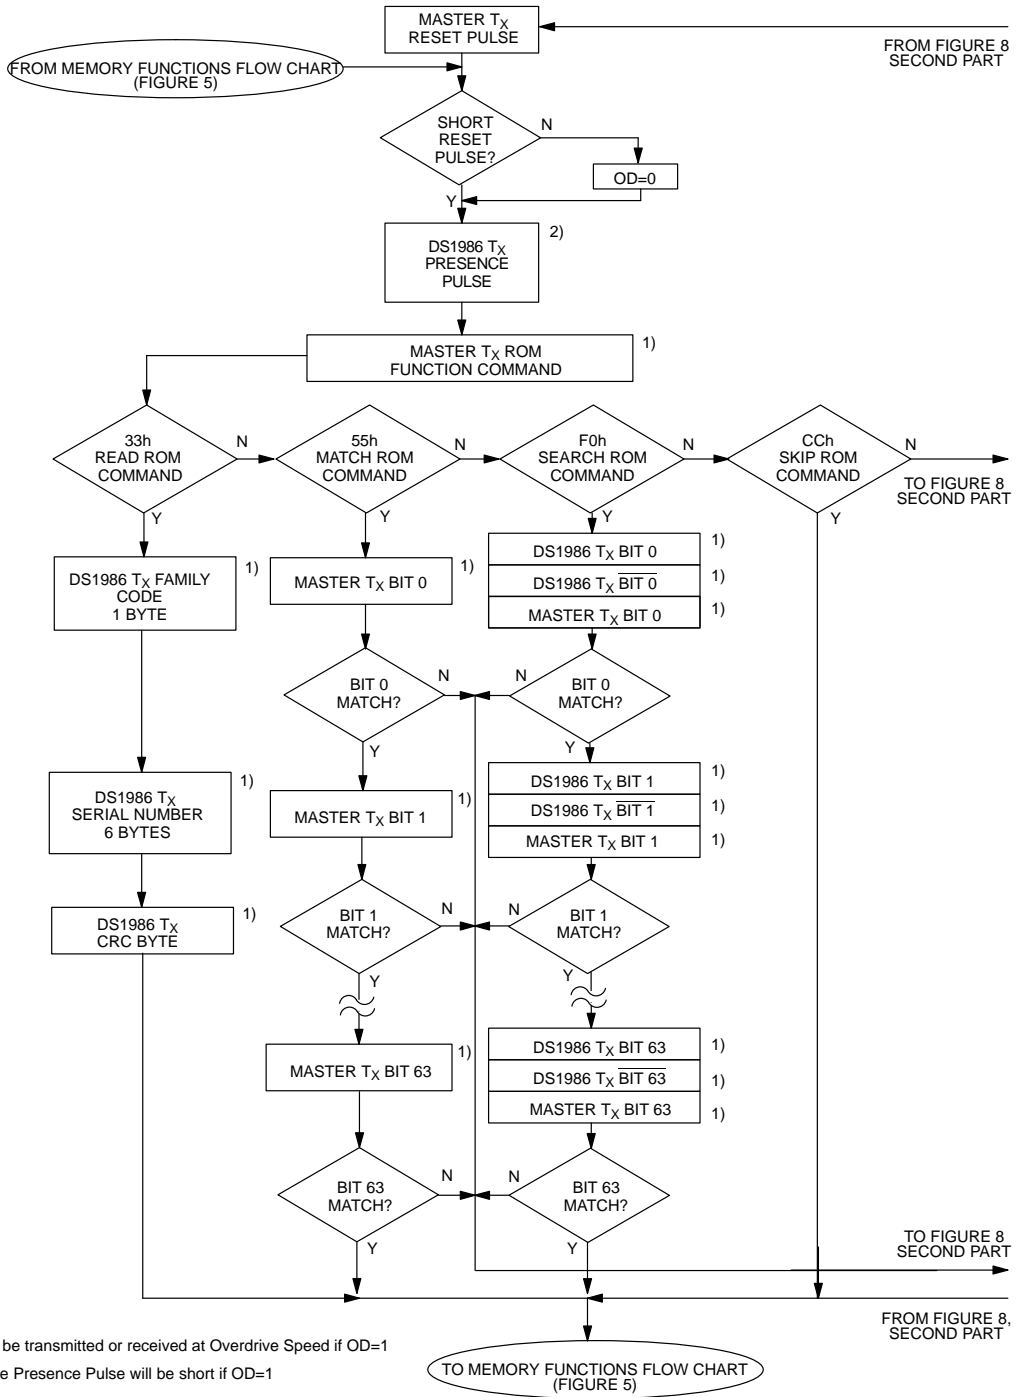 MASTER TX
RESET PULSE
FROM FIGURE 8
SECOND PART
FROM MEMORY FUNCTIONS FLOW CHART
(FIGURE 5)
SHORT
RESET
PULSE?
N
OD=0
Y
DS1986 TX
PRESENCE
PULSE
2)
MASTER TX ROM
FUNCTION COMMAND
1)
33h
READ ROM
COMMAND
N
Y
55h
MATCH ROM
COMMAND
N
Y
F0h
SEARCH ROM
COMMAND
N
Y
CCh
SKIP ROM
COMMAND
N
Y
TO FIGURE 8
SECOND PART
DS1986 TX FAMILY
CODE
1 BYTE
1)
MASTER TX BIT 0
1)
DS1986 TX BIT 0
1)
DS1986 TX BIT 0
1)
MASTER TX BIT 0
1)
BIT 0
MATCH?
N
Y
N
BIT 0
MATCH?
Y
DS1986 TX
SERIAL NUMBER
6 BYTES
1)
MASTER TX BIT 1
1)
DS1986 TX BIT 1
1)
DS1986 TX BIT 1
1)
MASTER TX BIT 1
1)
DS1986 TX
CRC BYTE
1)
BIT 1
MATCH?
N
Y
N
BIT 1
MATCH?
Y
MASTER TX BIT 63
1)
DS1986 TX BIT 63
1)
DS1986 TX BIT 63
1)
MASTER TX BIT 63
1)
BIT 63
MATCH?
N
Y
N
BIT 63
MATCH?
Y
TO FIGURE 8
SECOND PART
FROM FIGURE 8,
SECOND PART
be transmitted or received at Overdrive Speed if OD=1
e Presence Pulse will be short if OD=1
TO MEMORY FUNCTIONS FLOW CHART
(FIGURE 5)